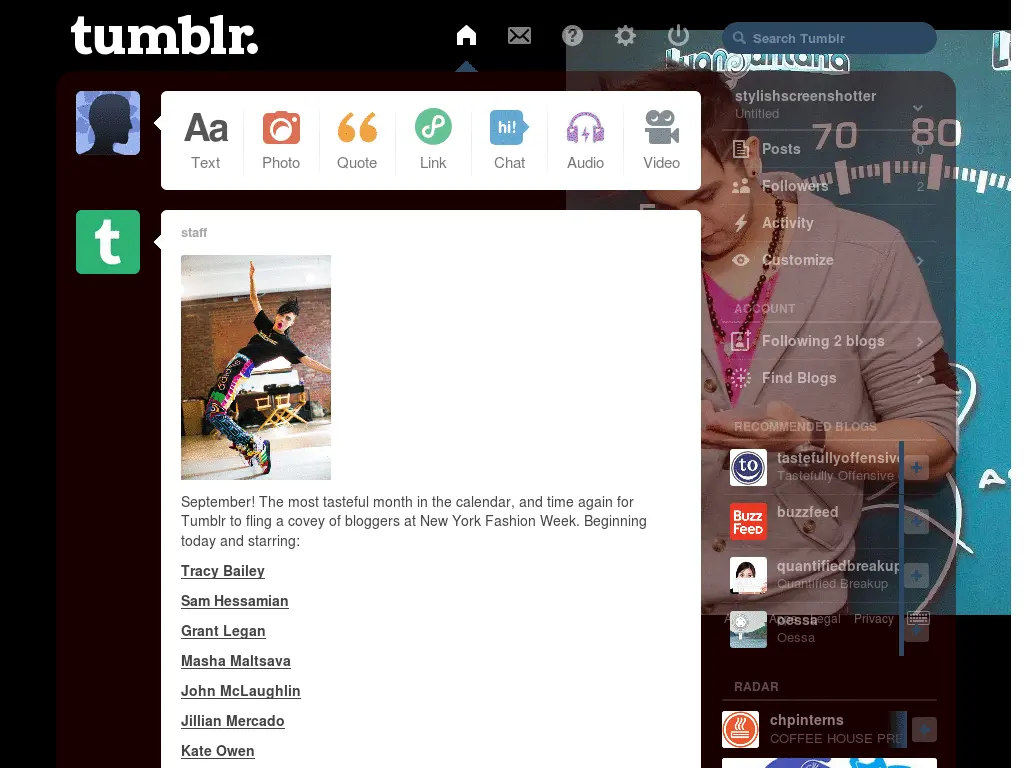 tumblr.
Search Tumblr
Luan Santana
stylishscreenshotter
Untitled
Aa
hi!
Text
Photo
Quote
Link
Chat
Audio
Video
70
80
Posts
0
Followers
2
Activity
Customize
t
staff
ACCOUNT
Following 2 blogs
Find Blogs
RECOMMENDED BLOGS
to
tastefullyoffensive
Tastefully Offensive
Buzz
FeeD
buzzfeed
quantifiedbreakup
Quantified Breakup
oessa
Oessa
Legal
Privacy
September! The most tasteful month in the calendar, and time again for
Tumblr to fling a covey of bloggers at New York Fashion Week. Beginning
today and starring:
Tracy Bailey
Sam Hessamian
Grant Legan
Masha Maltsava
John McLaughlin
Jillian Mercado
Kate Owen
RADAR
chpinterns
COFFEE HOUSE PRE